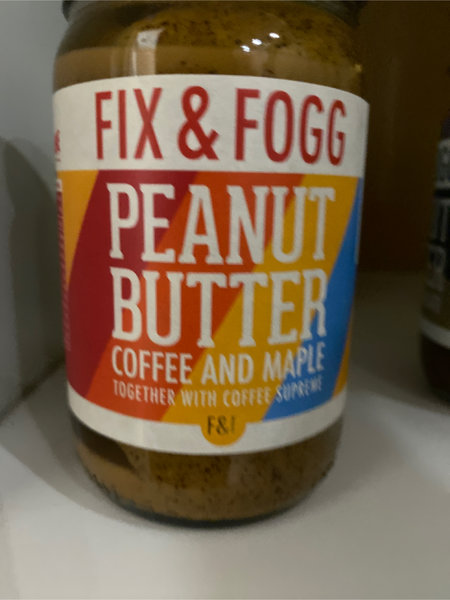 FIX & FOGG
PEANUT
BUTTER
COFFEE AND MAPLE
TOGETHER WITH COFFEE SUPREME
F&F